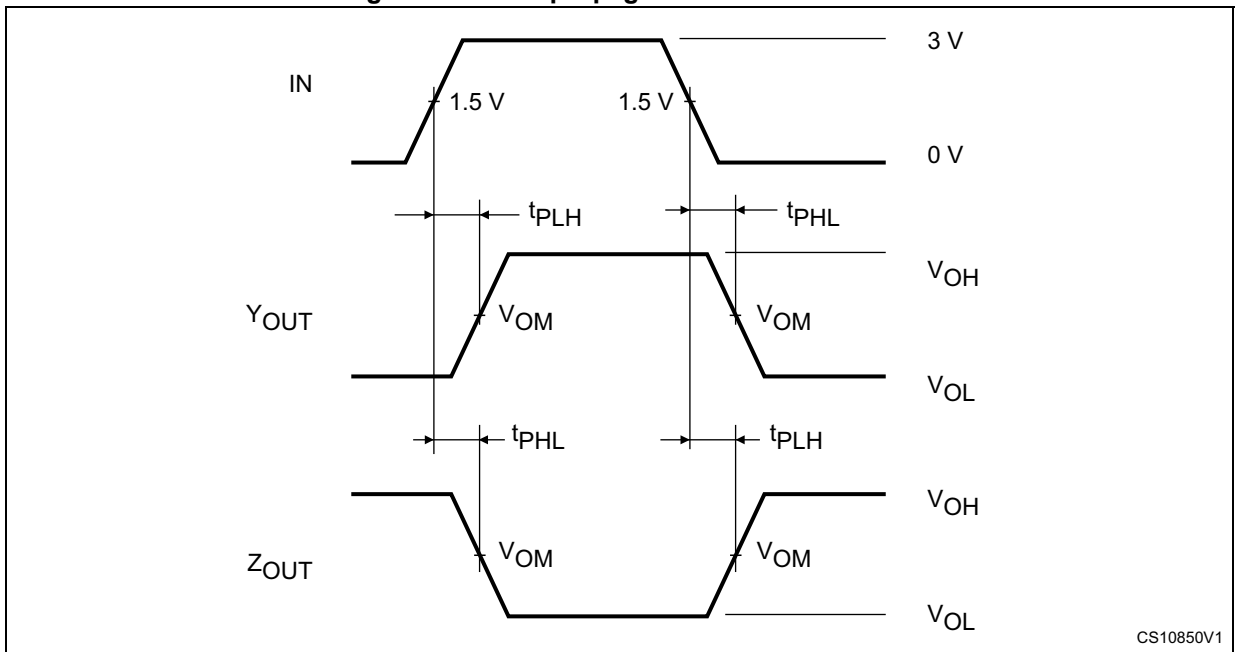 IN
3 V
1.5 V
1.5 V
0 V
tPLH
tPHL
YOUT
VOM
VOM
VOH
VOL
tPHL
tPLH
ZOUT
VOM
VOM
VOH
VOL
CS10850V1